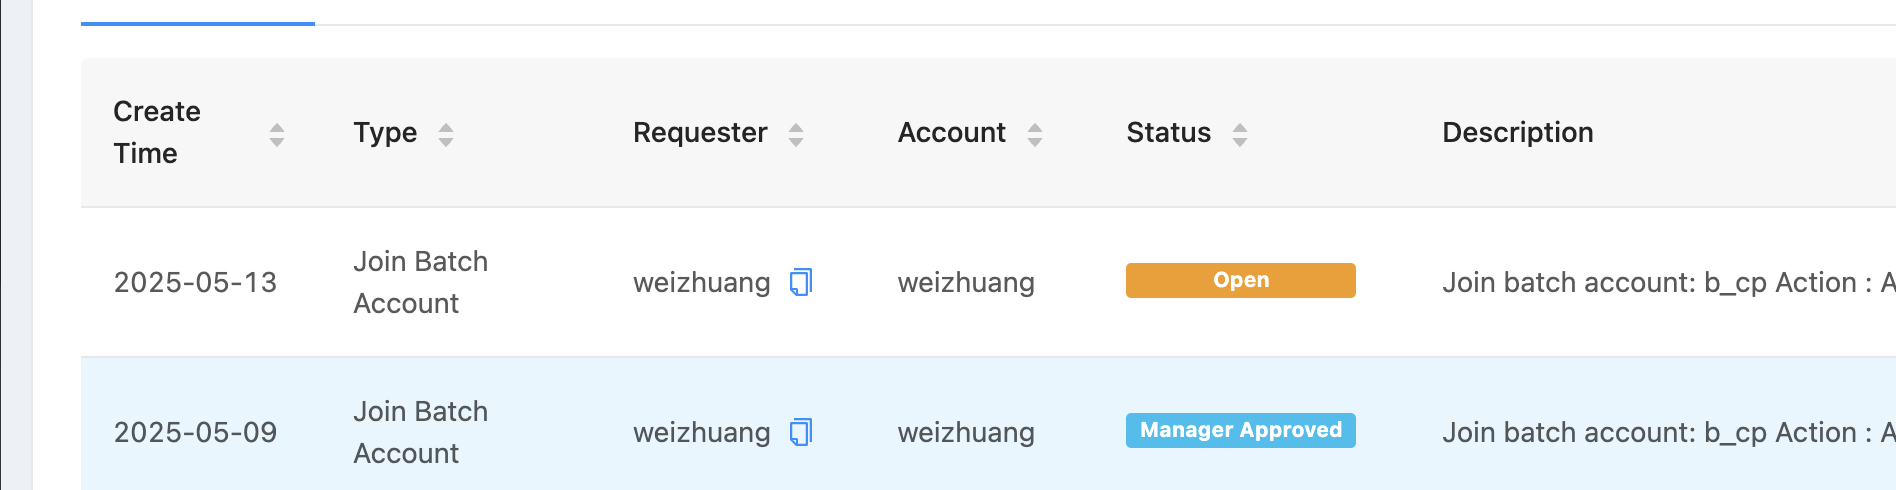 Create Time Type Requester Account Status Description
2025-05-13 Join Batch Account weizhuang weizhuang Open Join batch account: b_cp Action : A
2025-05-09 Join Batch Account weizhuang weizhuang Manager Approved Join batch account: b_cp Action : A